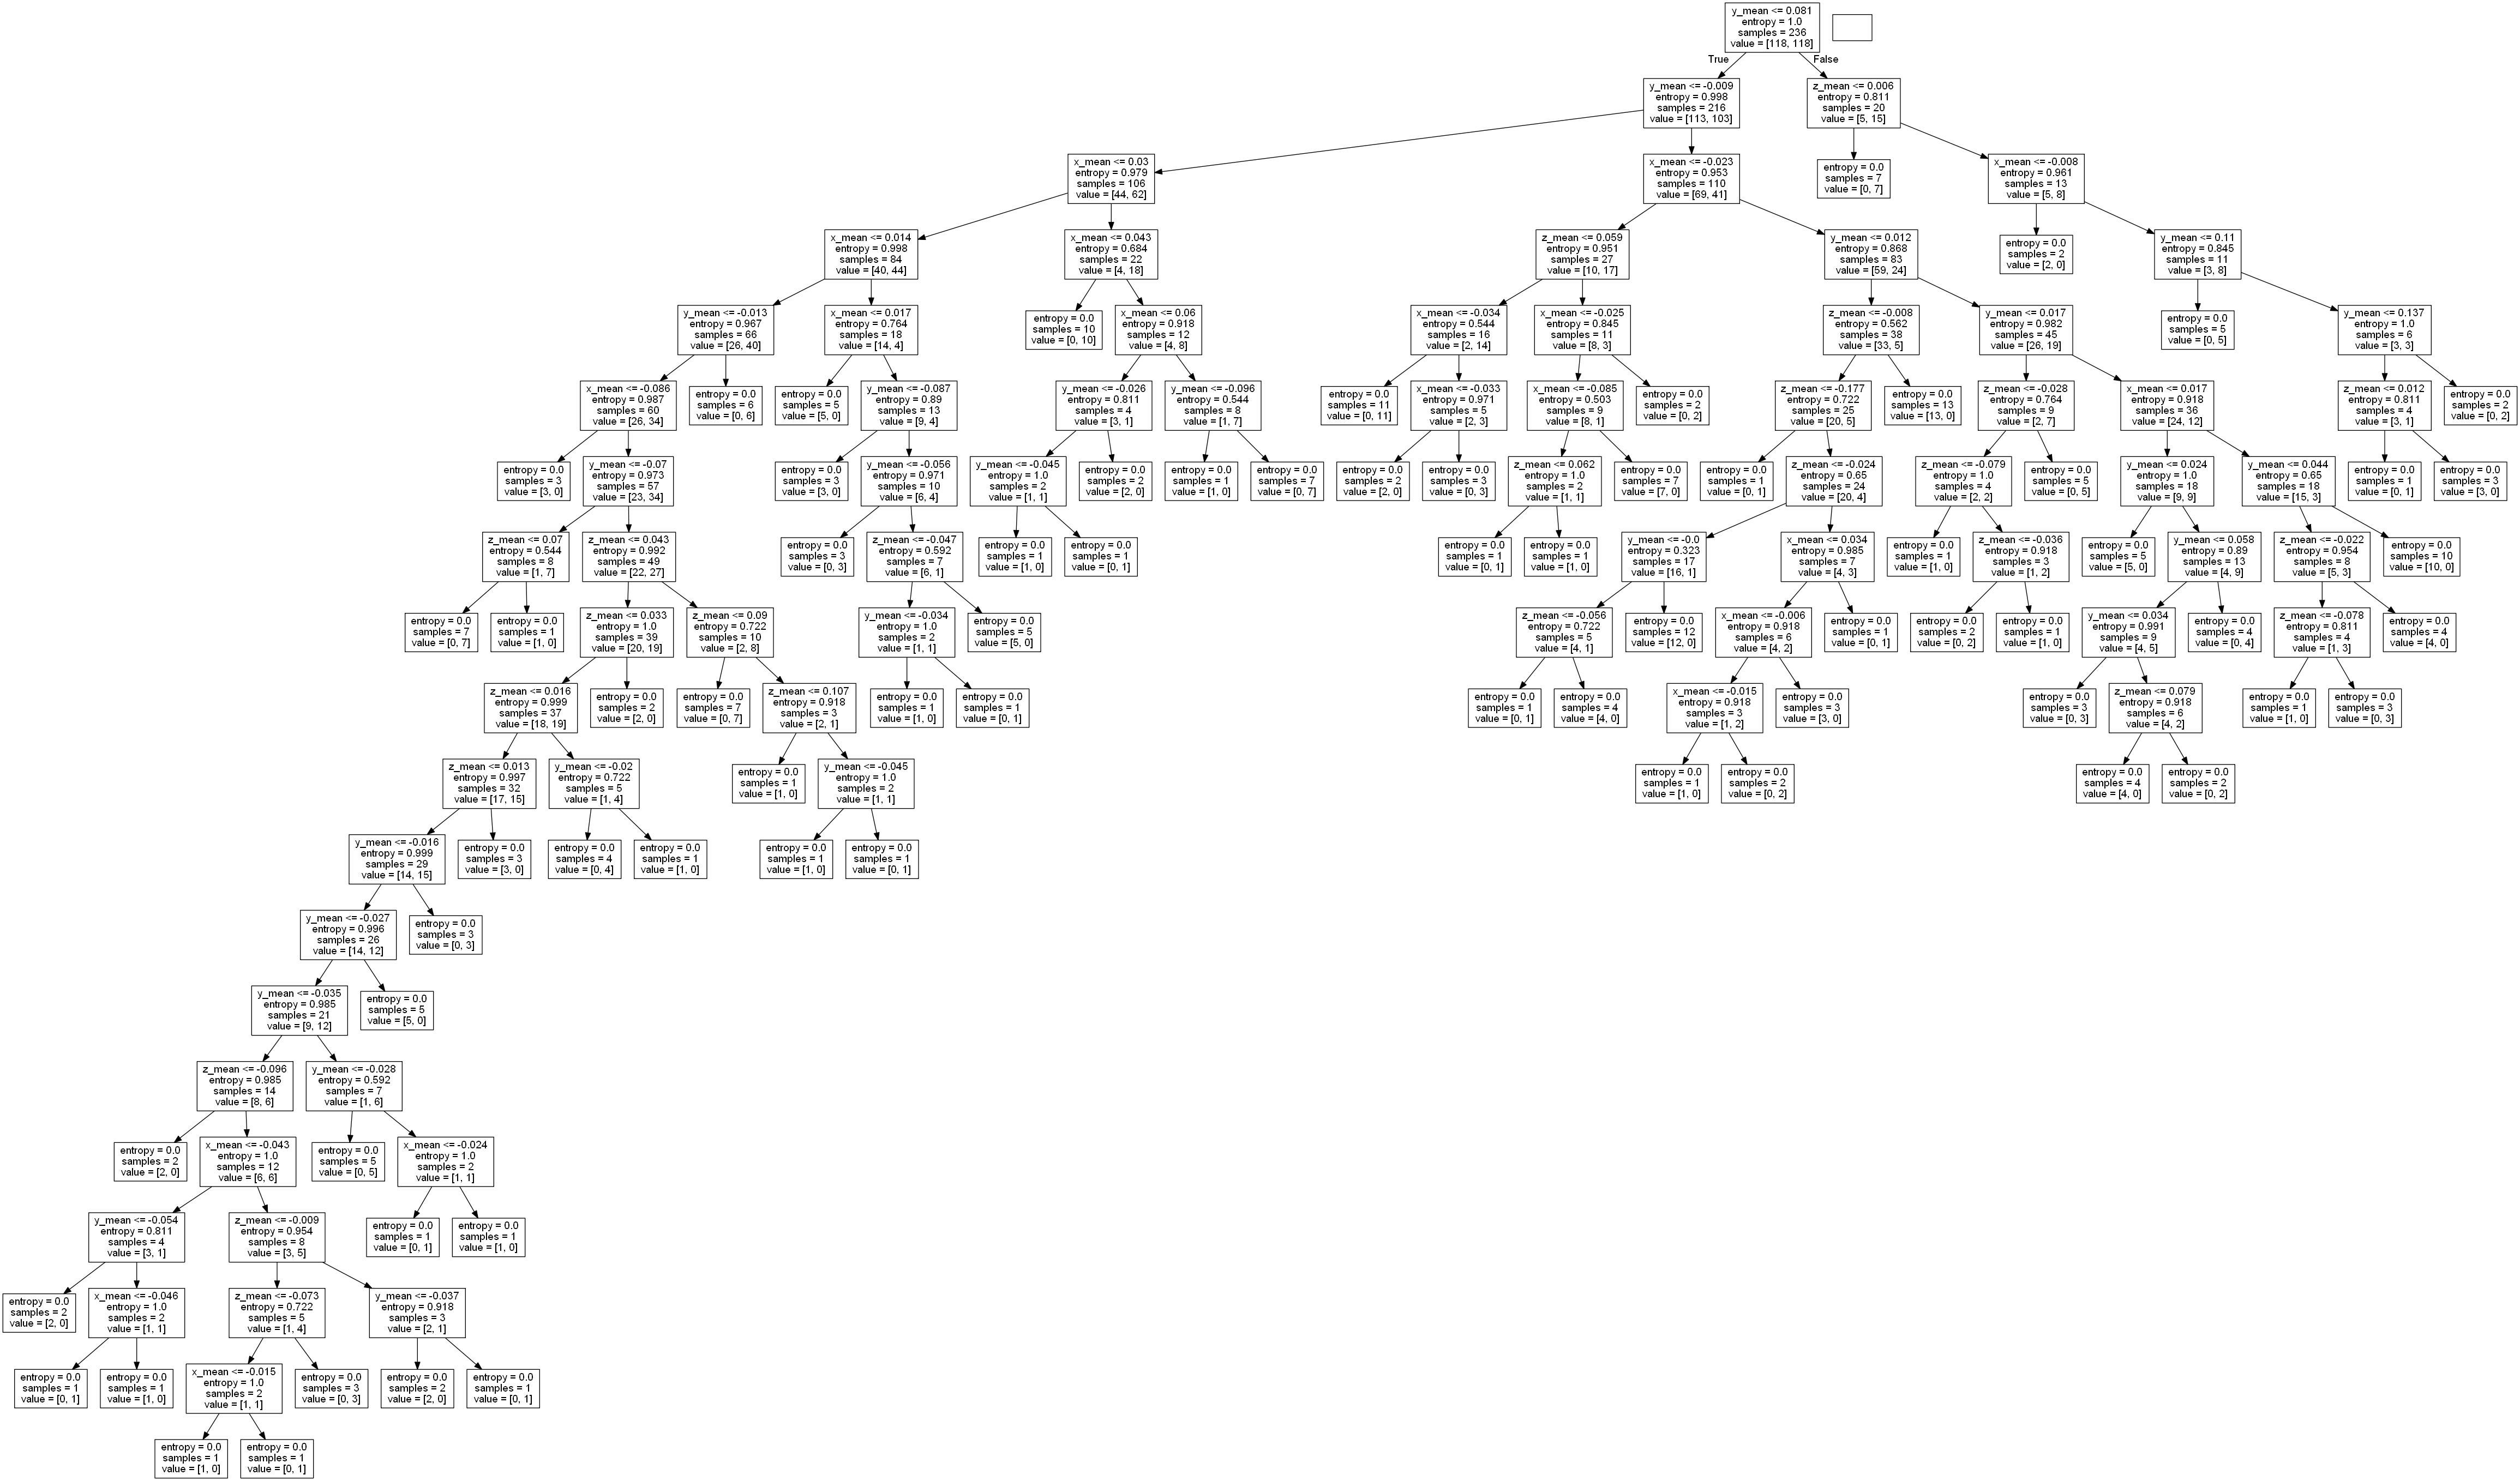 y_mean <= 0.081
entropy = 1.0
samples = 236
value = [118, 118]
True
False
y_mean <= -0.009
entropy = 0.998
samples = 216
value = [113, 103]
z_mean <= 0.006
entropy = 0.811
samples = 20
value = [5, 15]
x_mean <= 0.03
entropy = 0.979
samples = 106
value = [44, 62]
x_mean <= -0.023
entropy = 0.953
samples = 110
value = [69, 41]
entropy = 0.0
samples = 7
value = [0, 7]
x_mean <= -0.008
entropy = 0.961
samples = 13
value = [5, 8]
x_mean <= 0.014
entropy = 0.998
samples = 84
value = [40, 44]
x_mean <= 0.043
entropy = 0.684
samples = 22
value = [4, 18]
z_mean <= 0.059
entropy = 0.951
samples = 27
value = [10, 17]
y_mean <= 0.012
entropy = 0.868
samples = 83
value = [59, 24]
entropy = 0.0
samples = 2
value = [2, 0]
y_mean <= 0.11
entropy = 0.845
samples = 11
value = [3, 8]
y_mean <= -0.013
entropy = 0.967
samples = 66
value = [26, 40]
x_mean <= 0.017
entropy = 0.764
samples = 18
value = [14, 4]
entropy = 0.0
samples = 10
value = [0, 10]
x_mean <= 0.06
entropy = 0.918
samples = 12
value = [4, 8]
x_mean <= -0.034
entropy = 0.544
samples = 16
value = [2, 14]
x_mean <= -0.025
entropy = 0.845
samples = 11
value = [8, 3]
z_mean <= -0.008
entropy = 0.562
samples = 38
value = [33, 5]
y_mean <= 0.017
entropy = 0.982
samples = 45
value = [26, 19]
entropy = 0.0
samples = 5
value = [0, 5]
y_mean <= 0.137
entropy = 1.0
samples = 6
value = [3, 3]
x_mean <= -0.086
entropy = 0.987
samples = 60
value = [26, 34]
entropy = 0.0
samples = 6
value = [0, 6]
entropy = 0.0
samples = 5
value = [5, 0]
y_mean <= -0.087
entropy = 0.89
samples = 13
value = [9, 4]
y_mean <= -0.026
entropy = 0.811
samples = 4
value = [3, 1]
y_mean <= -0.096
entropy = 0.544
samples = 8
value = [1, 7]
entropy = 0.0
samples = 11
value = [0, 11]
x_mean <= -0.033
entropy = 0.971
samples = 5
value = [2, 3]
x_mean <= -0.085
entropy = 0.503
samples = 9
value = [8, 1]
entropy = 0.0
samples = 2
value = [0, 2]
z_mean <= -0.177
entropy = 0.722
samples = 25
value = [20, 5]
entropy = 0.0
samples = 13
value = [13, 0]
z_mean <= -0.028
entropy = 0.764
samples = 9
value = [2, 7]
x_mean <= 0.017
entropy = 0.918
samples = 36
value = [24, 12]
z_mean <= 0.012
entropy = 0.811
samples = 4
value = [3, 1]
entropy = 0.0
samples = 2
value = [0, 2]
entropy = 0.0
samples = 3
value = [3, 0]
y_mean <= -0.07
entropy = 0.973
samples = 57
value = [23, 34]
entropy = 0.0
samples = 3
value = [3, 0]
y_mean <= -0.056
entropy = 0.971
samples = 10
value = [6, 4]
y_mean <= -0.045
entropy = 1.0
samples = 2
value = [1, 1]
entropy = 0.0
samples = 2
value = [2, 0]
entropy = 0.0
samples = 1
value = [1, 0]
entropy = 0.0
samples = 7
value = [0, 7]
entropy = 0.0
samples = 2
value = [2, 0]
entropy = 0.0
samples = 3
value = [0, 3]
z_mean <= 0.062
entropy = 1.0
samples = 2
value = [1, 1]
entropy = 0.0
samples = 7
value = [7, 0]
entropy = 0.0
samples = 1
value = [0, 1]
z_mean <= -0.024
entropy = 0.65
samples = 24
value = [20, 4]
z_mean <= -0.079
entropy = 1.0
samples = 4
value = [2, 2]
entropy = 0.0
samples = 5
value = [0, 5]
y_mean <= 0.024
entropy = 1.0
samples = 18
value = [9, 9]
y_mean <= 0.044
entropy = 0.65
samples = 18
value = [15, 3]
entropy = 0.0
samples = 1
value = [0, 1]
entropy = 0.0
samples = 3
value = [3, 0]
z_mean <= 0.07
entropy = 0.544
samples = 8
value = [1, 7]
z_mean <= 0.043
entropy = 0.992
samples = 49
value = [22, 27]
entropy = 0.0
samples = 3
value = [0, 3]
z_mean <= -0.047
entropy = 0.592
samples = 7
value = [6, 1]
entropy = 0.0
samples = 1
value = [1, 0]
entropy = 0.0
samples = 1
value = [0, 1]
entropy = 0.0
samples = 1
value = [0, 1]
entropy = 0.0
samples = 1
value = [1, 0]
y_mean <= -0.0
entropy = 0.323
samples = 17
value = [16, 1]
x_mean <= 0.034
entropy = 0.985
samples = 7
value = [4, 3]
entropy = 0.0
samples = 1
value = [1, 0]
z_mean <= -0.036
entropy = 0.918
samples = 3
value = [1, 2]
entropy = 0.0
samples = 5
value = [5, 0]
y_mean <= 0.058
entropy = 0.89
samples = 13
value = [4, 9]
z_mean <= -0.022
entropy = 0.954
samples = 8
value = [5, 3]
entropy = 0.0
samples = 10
value = [10, 0]
entropy = 0.0
samples = 7
value = [0, 7]
entropy = 0.0
samples = 1
value = [1, 0]
z_mean <= 0.033
entropy = 1.0
samples = 39
value = [20, 19]
z_mean <= 0.09
entropy = 0.722
samples = 10
value = [2, 8]
y_mean <= -0.034
entropy = 1.0
samples = 2
value = [1, 1]
entropy = 0.0
samples = 5
value = [5, 0]
z_mean <= -0.056
entropy = 0.722
samples = 5
value = [4, 1]
entropy = 0.0
samples = 12
value = [12, 0]
x_mean <= -0.006
entropy = 0.918
samples = 6
value = [4, 2]
entropy = 0.0
samples = 1
value = [0, 1]
entropy = 0.0
samples = 2
value = [0, 2]
entropy = 0.0
samples = 1
value = [1, 0]
y_mean <= 0.034
entropy = 0.991
samples = 9
value = [4, 5]
entropy = 0.0
samples = 4
value = [0, 4]
z_mean <= -0.078
entropy = 0.811
samples = 4
value = [1, 3]
entropy = 0.0
samples = 4
value = [4, 0]
z_mean <= 0.016
entropy = 0.999
samples = 37
value = [18, 19]
entropy = 0.0
samples = 2
value = [2, 0]
entropy = 0.0
samples = 7
value = [0, 7]
z_mean <= 0.107
entropy = 0.918
samples = 3
value = [2, 1]
entropy = 0.0
samples = 1
value = [1, 0]
entropy = 0.0
samples = 1
value = [0, 1]
entropy = 0.0
samples = 1
value = [0, 1]
entropy = 0.0
samples = 4
value = [4, 0]
x_mean <= -0.015
entropy = 0.918
samples = 3
value = [1, 2]
entropy = 0.0
samples = 3
value = [3, 0]
entropy = 0.0
samples = 3
value = [0, 3]
z_mean <= 0.079
entropy = 0.918
samples = 6
value = [4, 2]
entropy = 0.0
samples = 1
value = [1, 0]
entropy = 0.0
samples = 3
value = [0, 3]
z_mean <= 0.013
entropy = 0.997
samples = 32
value = [17, 15]
y_mean <= -0.02
entropy = 0.722
samples = 5
value = [1, 4]
entropy = 0.0
samples = 1
value = [1, 0]
y_mean <= -0.045
entropy = 1.0
samples = 2
value = [1, 1]
entropy = 0.0
samples = 1
value = [1, 0]
entropy = 0.0
samples = 2
value = [0, 2]
entropy = 0.0
samples = 4
value = [4, 0]
entropy = 0.0
samples = 2
value = [0, 2]
y_mean <= -0.016
entropy = 0.999
samples = 29
value = [14, 15]
entropy = 0.0
samples = 3
value = [3, 0]
entropy = 0.0
samples = 4
value = [0, 4]
entropy = 0.0
samples = 1
value = [1, 0]
entropy = 0.0
samples = 1
value = [1, 0]
entropy = 0.0
samples = 1
value = [0, 1]
y_mean <= -0.027
entropy = 0.996
samples = 26
value = [14, 12]
entropy = 0.0
samples = 3
value = [0, 3]
y_mean <= -0.035
entropy = 0.985
samples = 21
value = [9, 12]
entropy = 0.0
samples = 5
value = [5, 0]
z_mean <= -0.096
entropy = 0.985
samples = 14
value = [8, 6]
y_mean <= -0.028
entropy = 0.592
samples = 7
value = [1, 6]
entropy = 0.0
samples = 2
value = [2, 0]
x_mean <= -0.043
entropy = 1.0
samples = 12
value = [6, 6]
entropy = 0.0
samples = 5
value = [0, 5]
x_mean <= -0.024
entropy = 1.0
samples = 2
value = [1, 1]
y_mean <= -0.054
entropy = 0.811
samples = 4
value = [3, 1]
z_mean <= -0.009
entropy = 0.954
samples = 8
value = [3, 5]
entropy = 0.0
samples = 1
value = [0, 1]
entropy = 0.0
samples = 1
value = [1, 0]
entropy = 0.0
samples = 2
value = [2, 0]
x_mean <= -0.046
entropy = 1.0
samples = 2
value = [1, 1]
z_mean <= -0.073
entropy = 0.722
samples = 5
value = [1, 4]
y_mean <= -0.037
entropy = 0.918
samples = 3
value = [2, 1]
entropy = 0.0
samples = 1
value = [0, 1]
entropy = 0.0
samples = 1
value = [1, 0]
x_mean <= -0.015
entropy = 1.0
samples = 2
value = [1, 1]
entropy = 0.0
samples = 3
value = [0, 3]
entropy = 0.0
samples = 2
value = [2, 0]
entropy = 0.0
samples = 1
value = [0, 1]
entropy = 0.0
samples = 1
value = [1, 0]
entropy = 0.0
samples = 1
value = [0, 1]